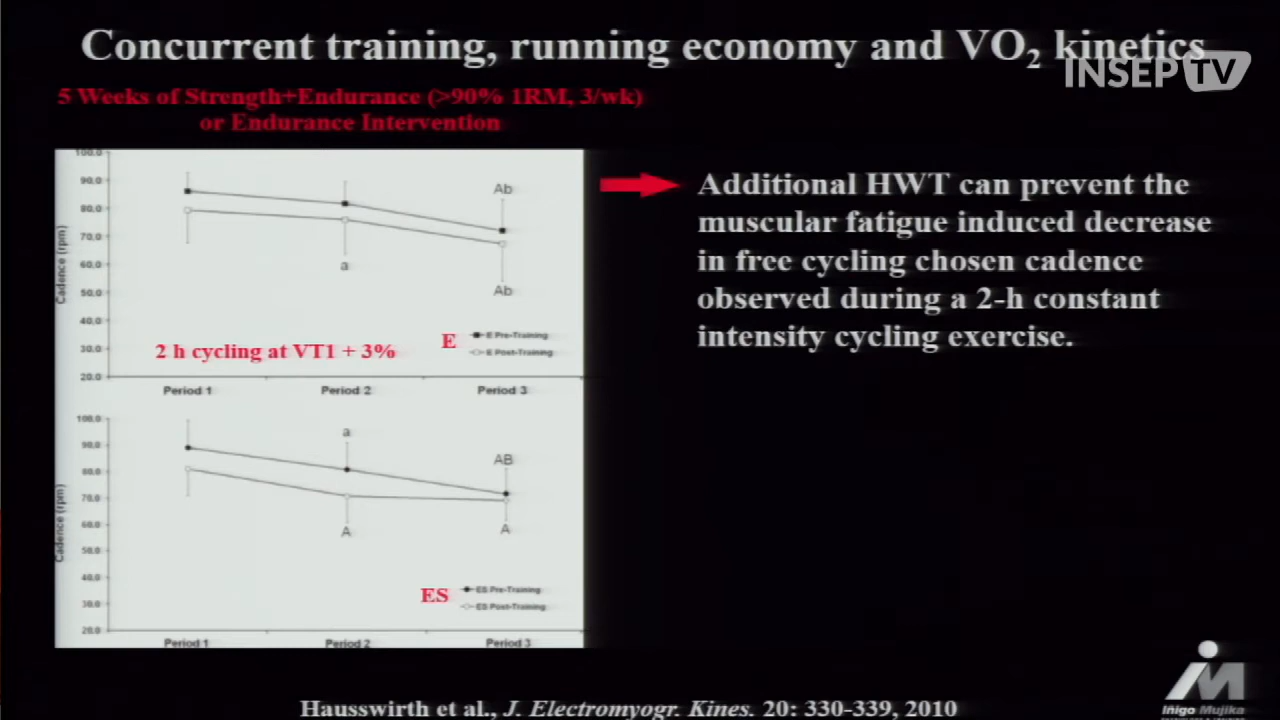 Concurrent training, running economy and VO2 kinetics
INSEP TV
5 Weeks of Strength+Endurance (>90% 1RM, 3/wk)
or Endurance Intervention
100.0
90.0
80.0
70.0
60.0
50.0
40.0
30.0
20.0
Cadence (rpm)
Ab
a
Ab
E
E Pre-Training
E Post-Training
2 h cycling at VT1 + 3%
Period 1
Period 2
Period 3
100.0
90.0
80.0
70.0
60.0
50.0
40.0
30.0
20.0
Cadence (rpm)
a
AB
A
A
ES
ES Pre-Training
ES Post-Training
Period 1
Period 2
Period 3
Additional HWT can prevent the
muscular fatigue induced decrease
in free cycling chosen cadence
observed during a 2-h constant
intensity cycling exercise.
Hausswirth et al., J. Electromyogr. Kines. 20: 330-339, 2010
Iñigo Mujika